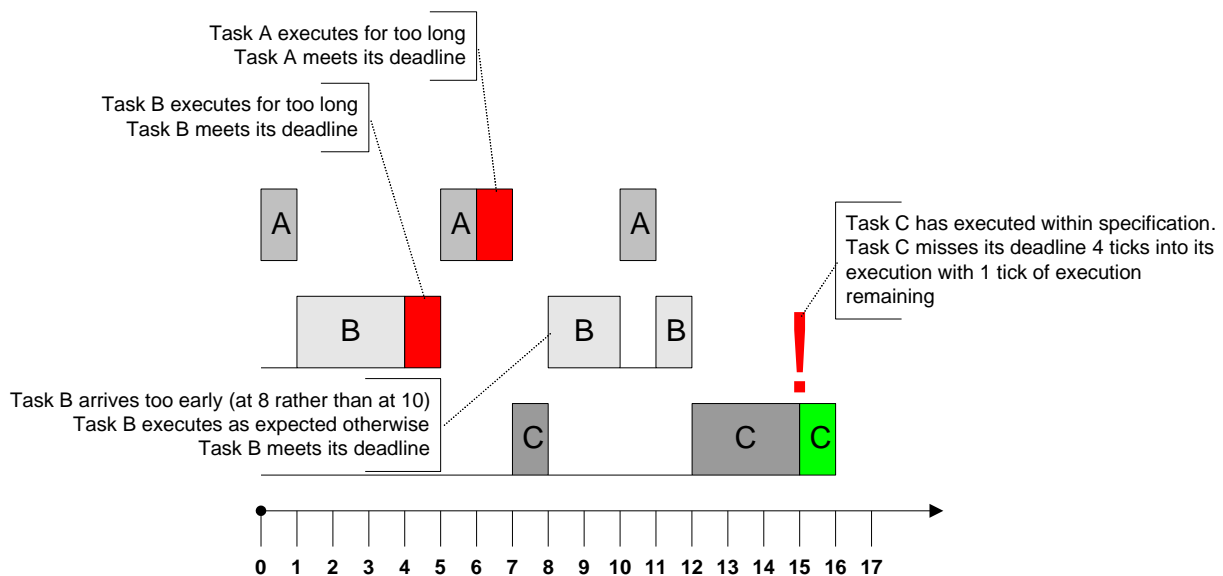 Task A executes for too long
Task A meets its deadline
Task B executes for too long
Task B meets its deadline
A
A
A
Task C has executed within specification.
Task C misses its deadline 4 ticks into its
execution with 1 tick of execution
remaining
B
B
B
!
Task B arrives too early (at 8 rather than at 10)
Task B executes as expected otherwise
Task B meets its deadline
C
C
C
0 1 2 3 4 5 6 7 8 9 10 11 12 13 14 15 16 17